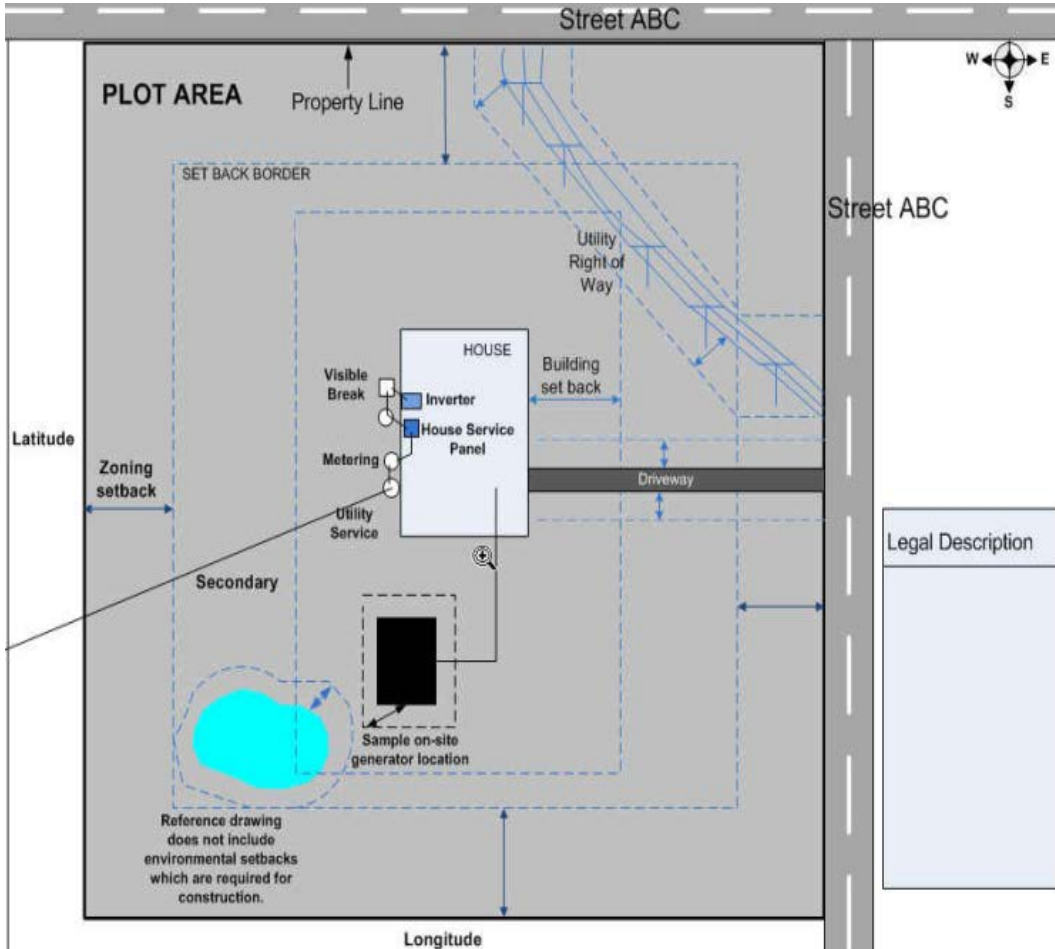 Street ABC
W
E
S
PLOT AREA
Property Line
SET BACK BORDER
Street ABC
Utility
Right of
Way
HOUSE
Visible
Break
Inverter
Building
set back
House Service
Panel
Latitude
Metering
Zoning
setback
Driveway
Utility
Service
Legal Description
Secondary
Sample on-site
generator location
Reference drawing
does not include
environmental setbacks
which are required for
construction.
Longitude